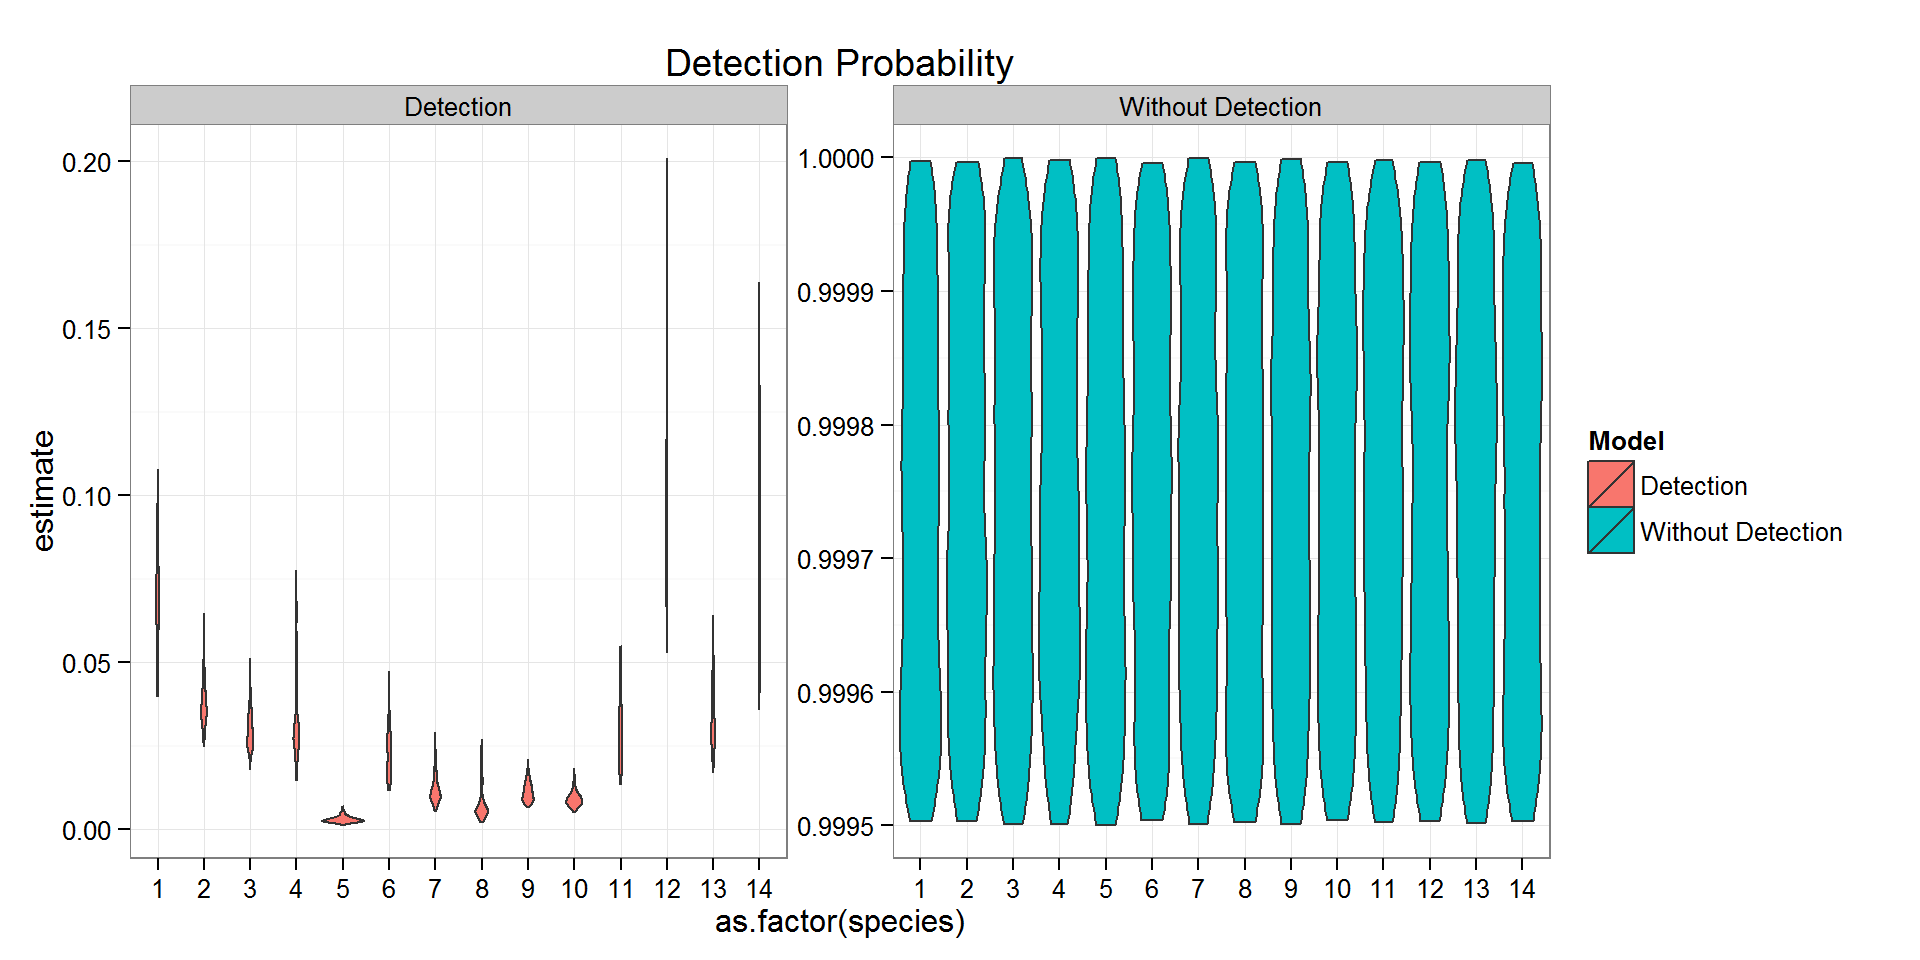 Detection Probability
Detection
Without Detection
0.20
0.15
0.10
0.05
0.00
estimate
1.0000
0.9999
0.9998
0.9997
0.9996
0.9995
1 2 3 4 5 6 7 8 9 10 11 12 13 14
1 2 3 4 5 6 7 8 9 10 11 12 13 14
as.factor(species)
Model
Detection
Without Detection